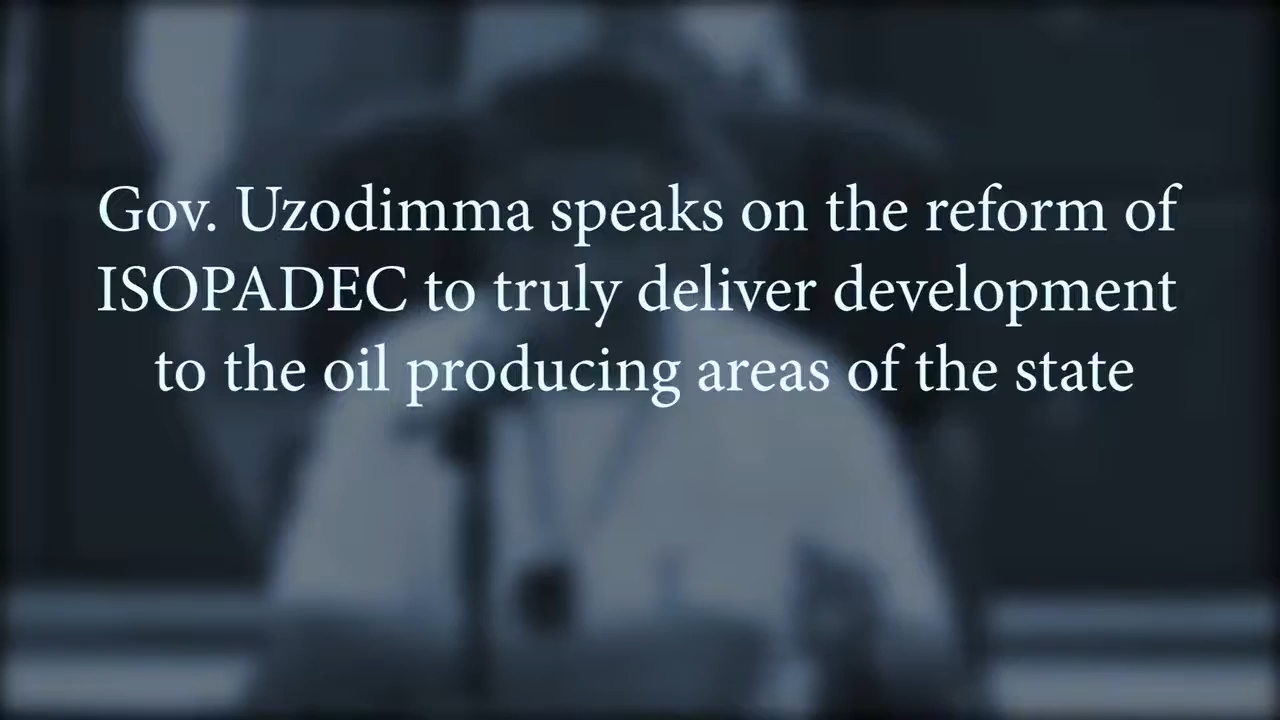 Gov. Uzodimma speaks on the reform of
ISOPADEC to truly deliver development
to the oil producing areas of the state